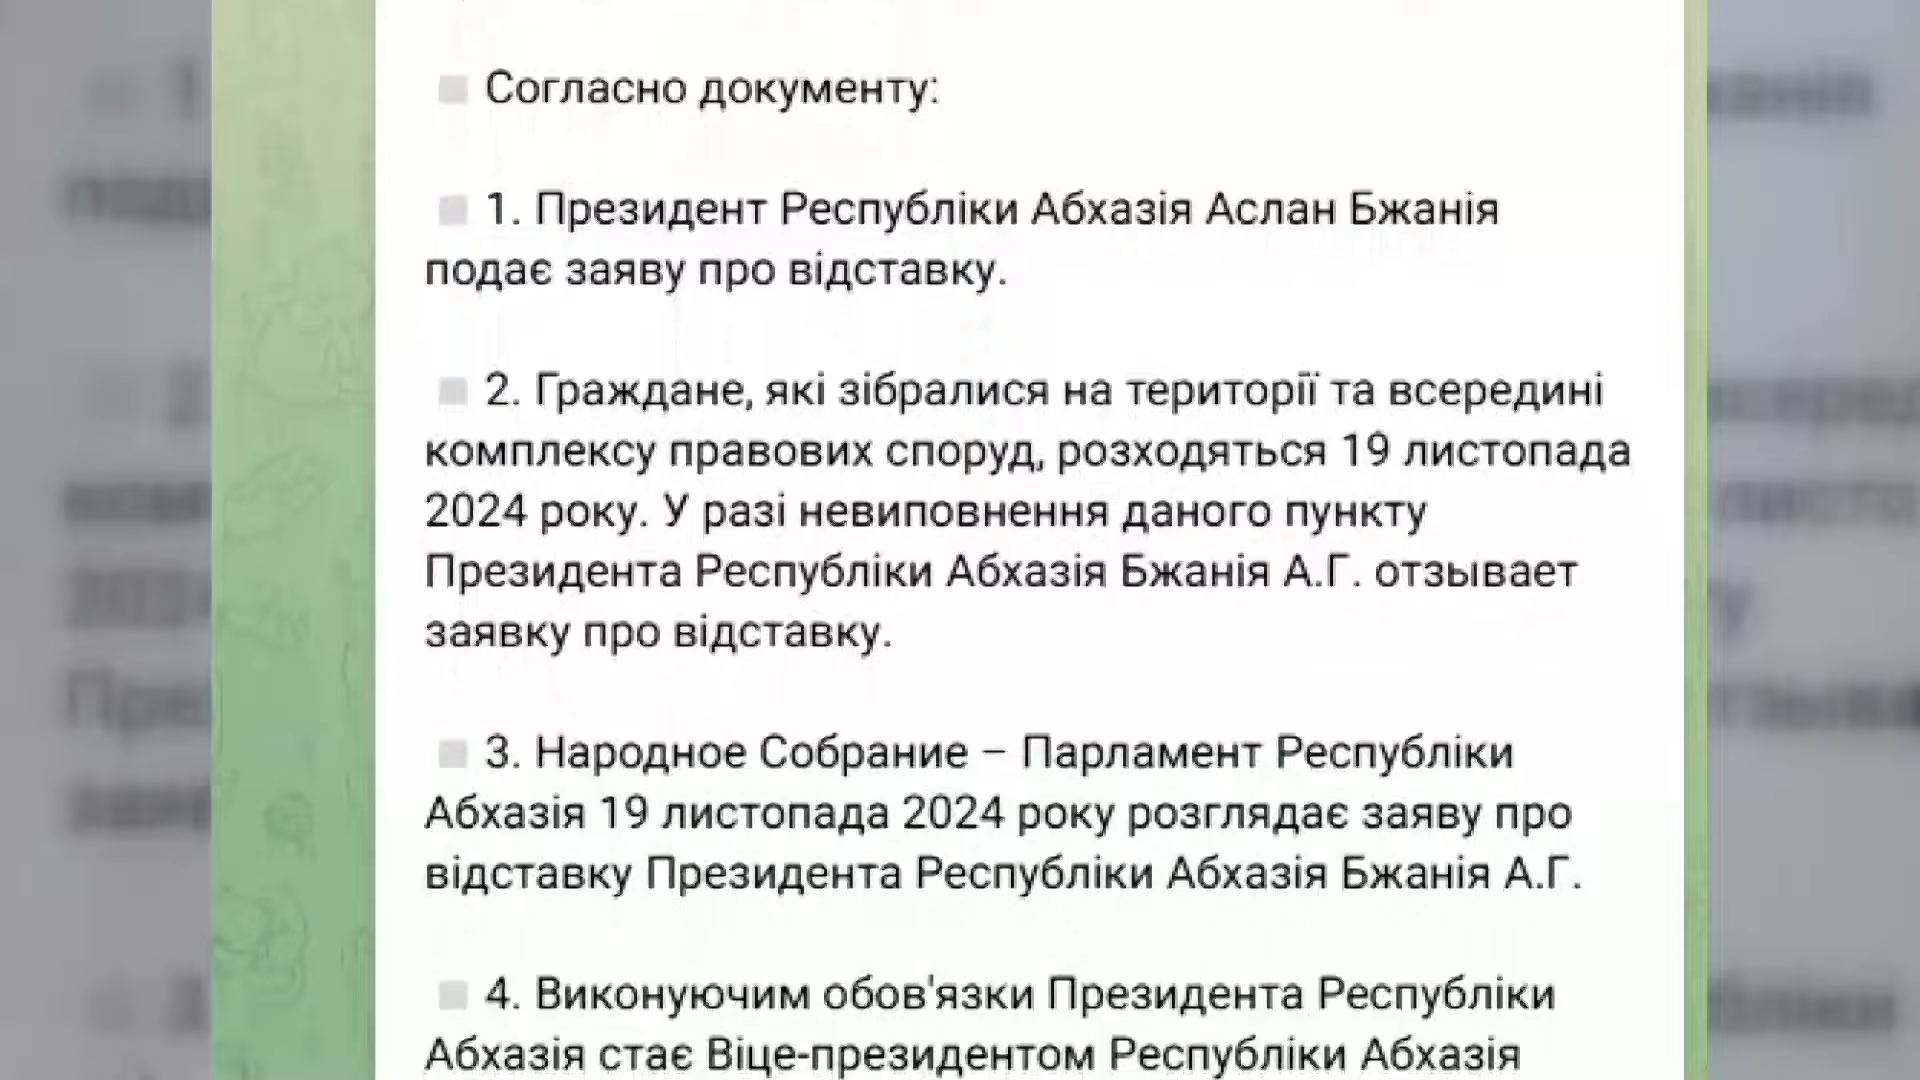 Согласно документу:
1. Президент Республіки Абхазія Аслан Бжанія
подає заяву про відставку.
2. Граждане, які зібралися на території та всередині
комплексу правових споруд, розходяться 19 листопада
2024 року. У разі невиповнення даного пункту
Президента Республіки Абхазія Бжанія А.Г. отзывает
заявку про відставку.
3. Народное Собрание – Парламент Республіки
Абхазія 19 листопада 2024 року розглядає заяву про
відставку Президента Республіки Абхазія Бжанія А.Г.
4. Виконуючим обов'язки Президента Республіки
Абхазія стає Віце-президентом Республіки Абхазія